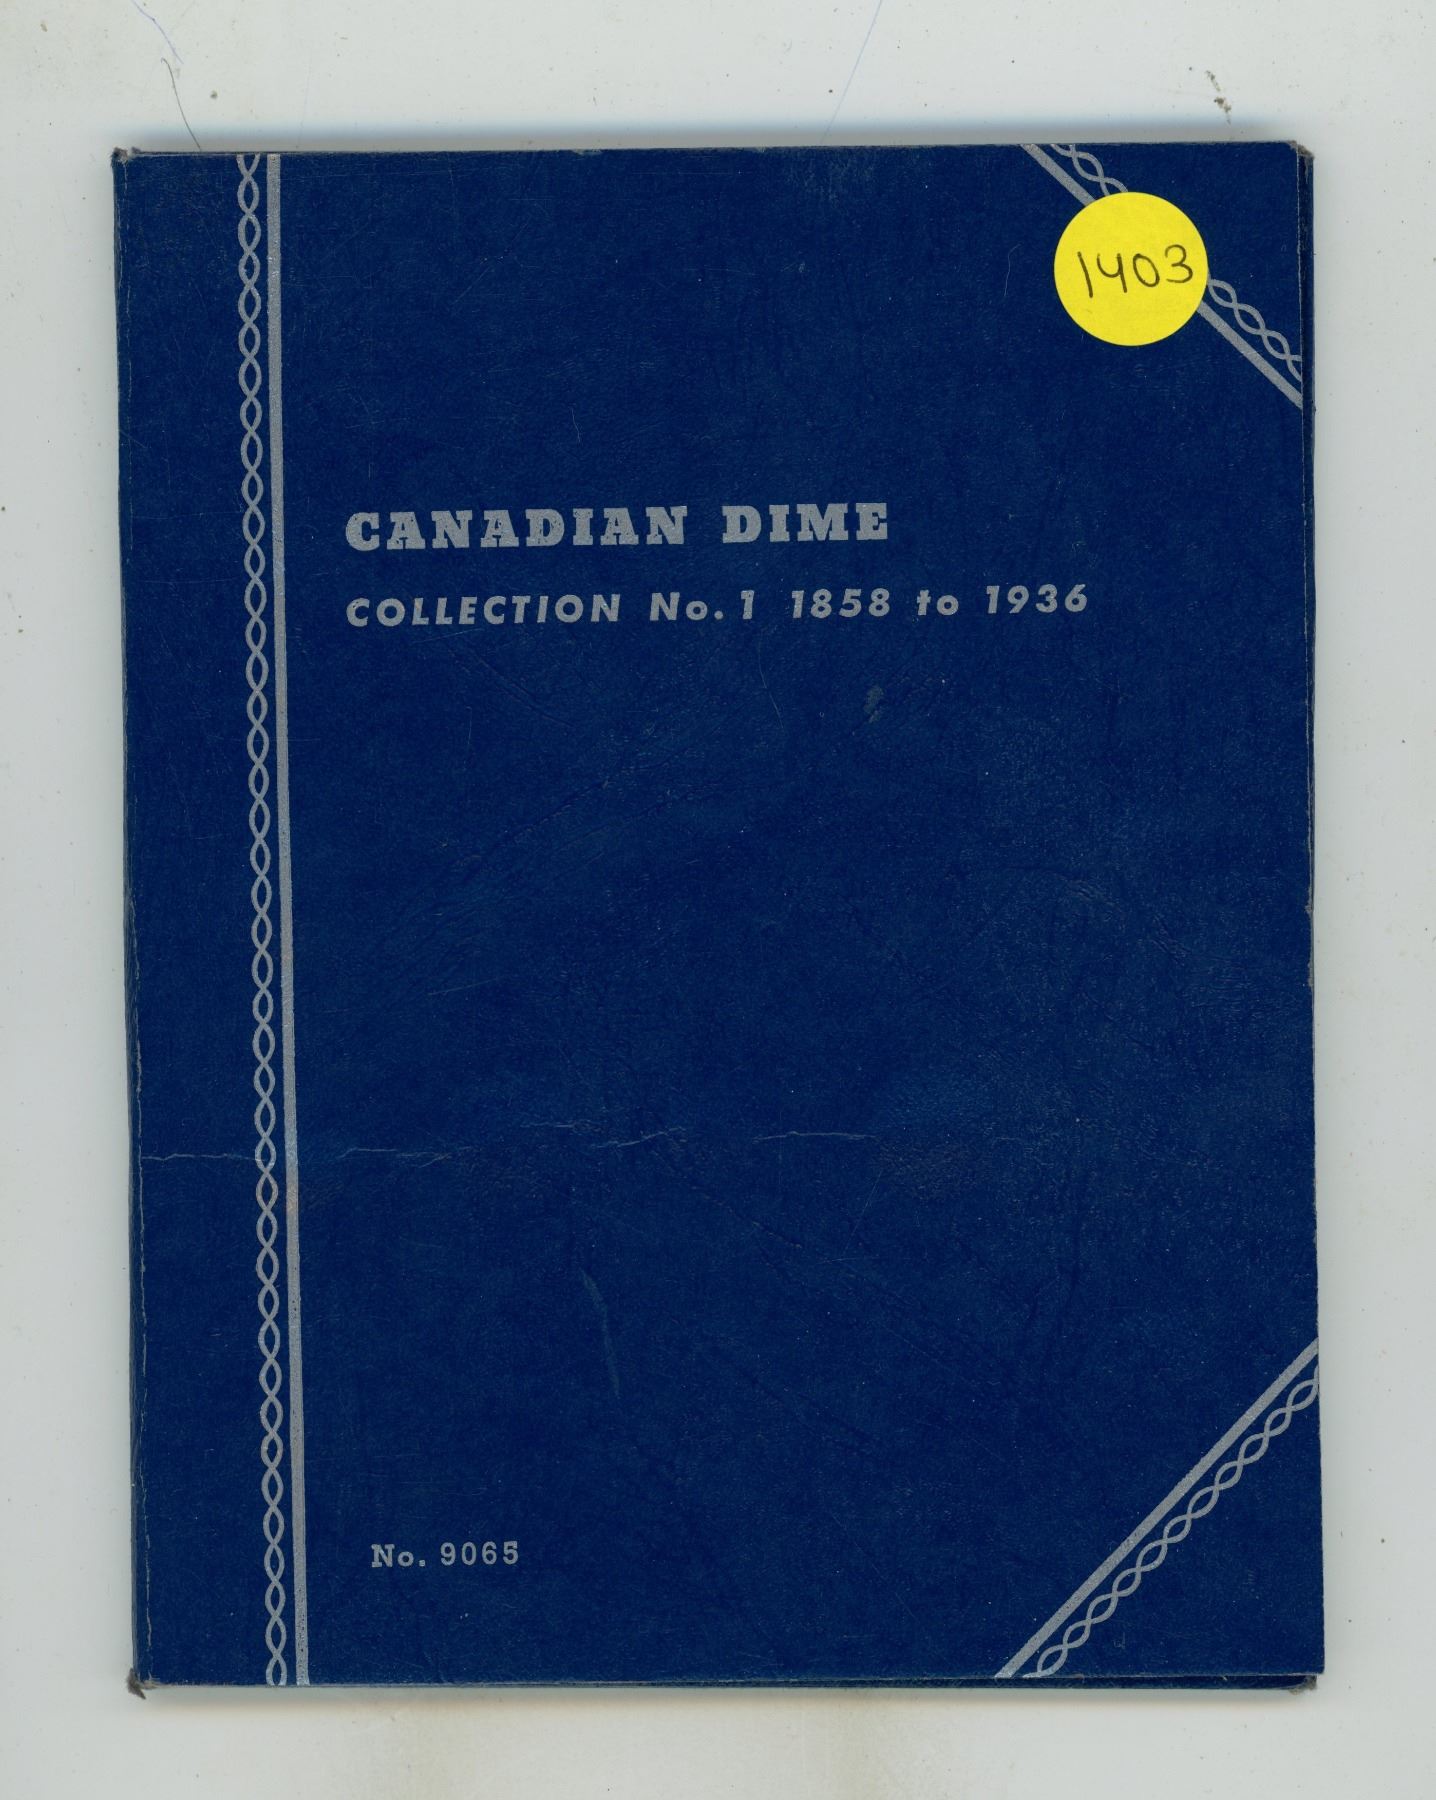 1403
CANADIAN DIME
COLLECTION No. 1 1858 to 1936
No. 9065